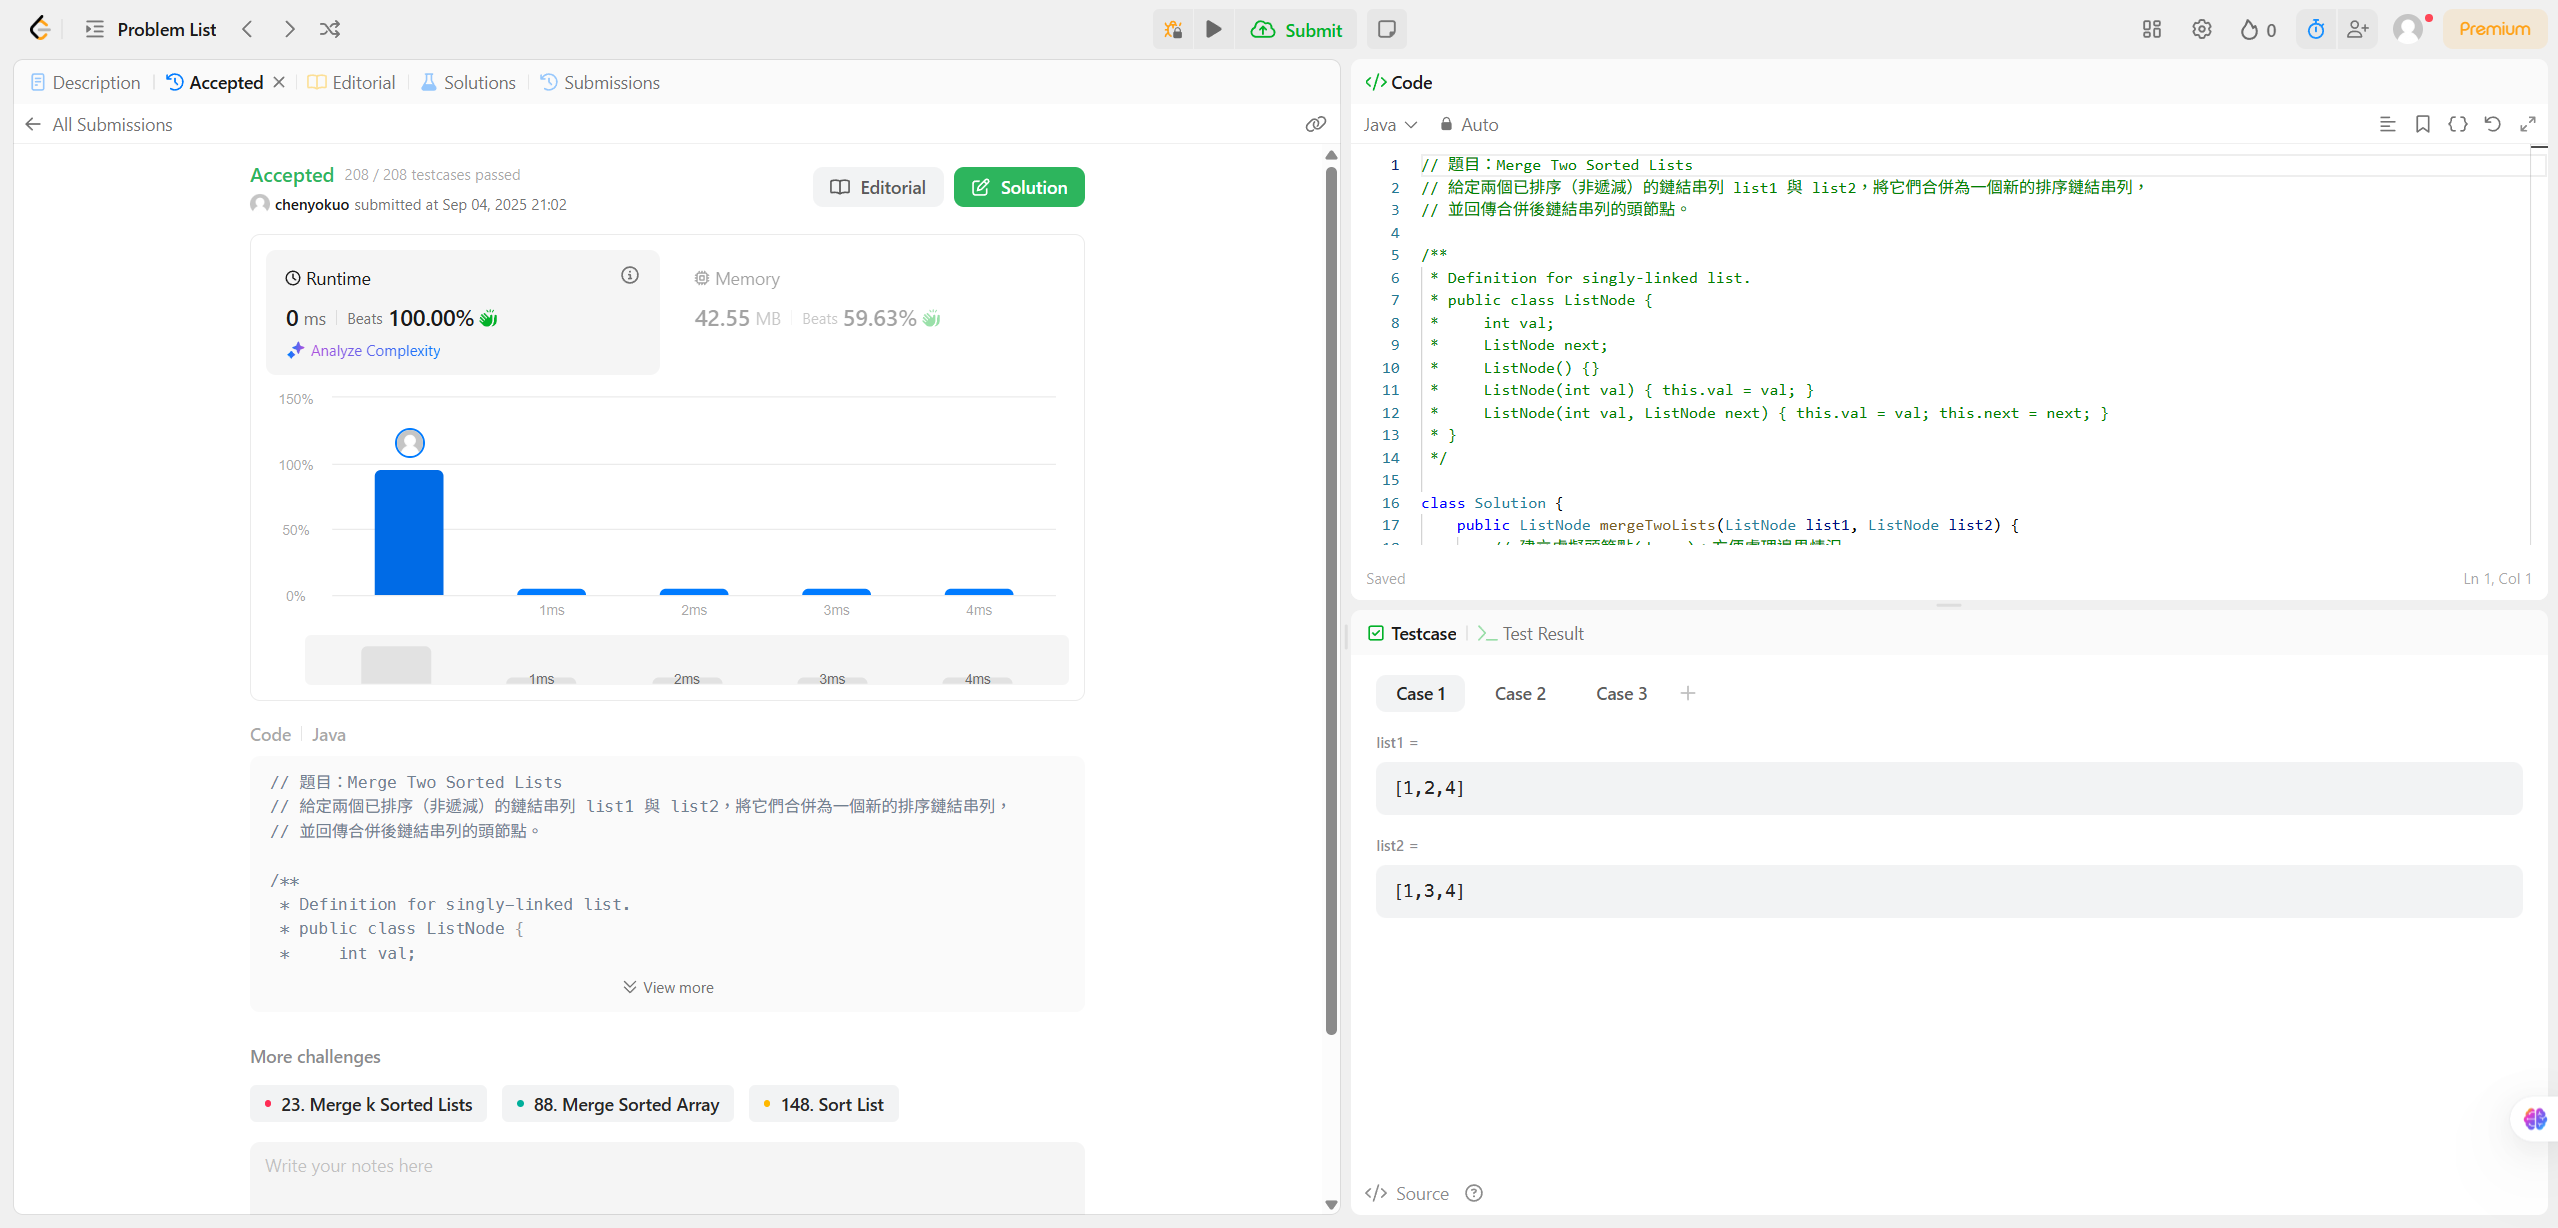 Problem List
Submit
0
Premium
Description
Accepted
Editorial
Solutions
Submissions
All Submissions
Accepted 208 / 208 testcases passed
chenyokuo submitted at Sep 04, 2025 21:02
Editorial
Solution
Runtime
0 ms Beats 100.00%
Analyze Complexity
Memory
42.55 MB Beats 59.63%
150%
100%
50%
0%
1ms 2ms 3ms 4ms
1ms 2ms 3ms 4ms
Code Java
// 題目：Merge Two Sorted Lists
// 給定兩個已排序（非遞減）的鏈結串列 list1 與 list2，將它們合併為一個新的排序鏈結串列，
// 並回傳合併後鏈結串列的頭節點。
/**
* Definition for singly-linked list.
* public class ListNode {
* int val;
View more
More challenges
23. Merge k Sorted Lists
88. Merge Sorted Array
148. Sort List
Write your notes here
</> Code
Java
Auto
1 // 題目：Merge Two Sorted Lists
2 // 給定兩個已排序（非遞減）的鏈結串列 list1 與 list2，將它們合併為一個新的排序鏈結串列，
3 // 並回傳合併後鏈結串列的頭節點。
4
5 /**
6 * Definition for singly-linked list.
7 * public class ListNode {
8 * int val;
9 * ListNode next;
10 * ListNode() {}
11 * ListNode(int val) { this.val = val; }
12 * ListNode(int val, ListNode next) { this.val = val; this.next = next; }
13 * }
14 */
15
16 class Solution {
17 public ListNode mergeTwoLists(ListNode list1, ListNode list2) {
Saved
Ln 1, Col 1
Testcase
Test Result
Case 1
Case 2
Case 3
list1 =
[1,2,4]
list2 =
[1,3,4]
</> Source